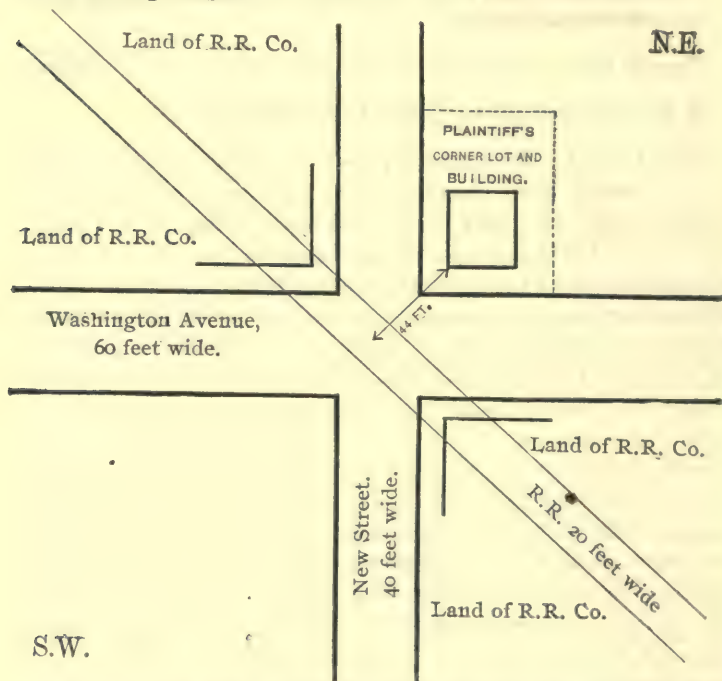 Land of R.R. Co.
N.E.
PLAINTIFF'S
CORNER LOT AND
BUILDING.
Land of R.R. Co.
44 FT.
Washington Avenue,
60 feet wide.
Land of R.R. Co.
R.R. 20 feet wide
New Street.
40 feet wide.
Land of R.R. Co.
S.W.